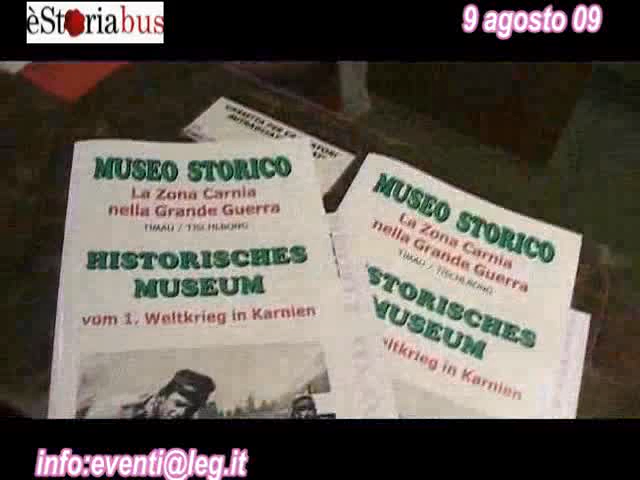 èStoriabus
9 agosto 09
MUSEO STORICO
La Zona Carnia
nella Grande Guerra
TIMAU / TISCHLBONG
HISTORISCHES
MUSEUM
vom 1. Weltkrieg in Karnien
MUSEO STORICO
La Zona Carnia
nella Grande Guerra
TIMAU / TISCHLBONG
STORISCHES
MUSEUM
eltkrieg in Karnien
info:eventi@leg.it